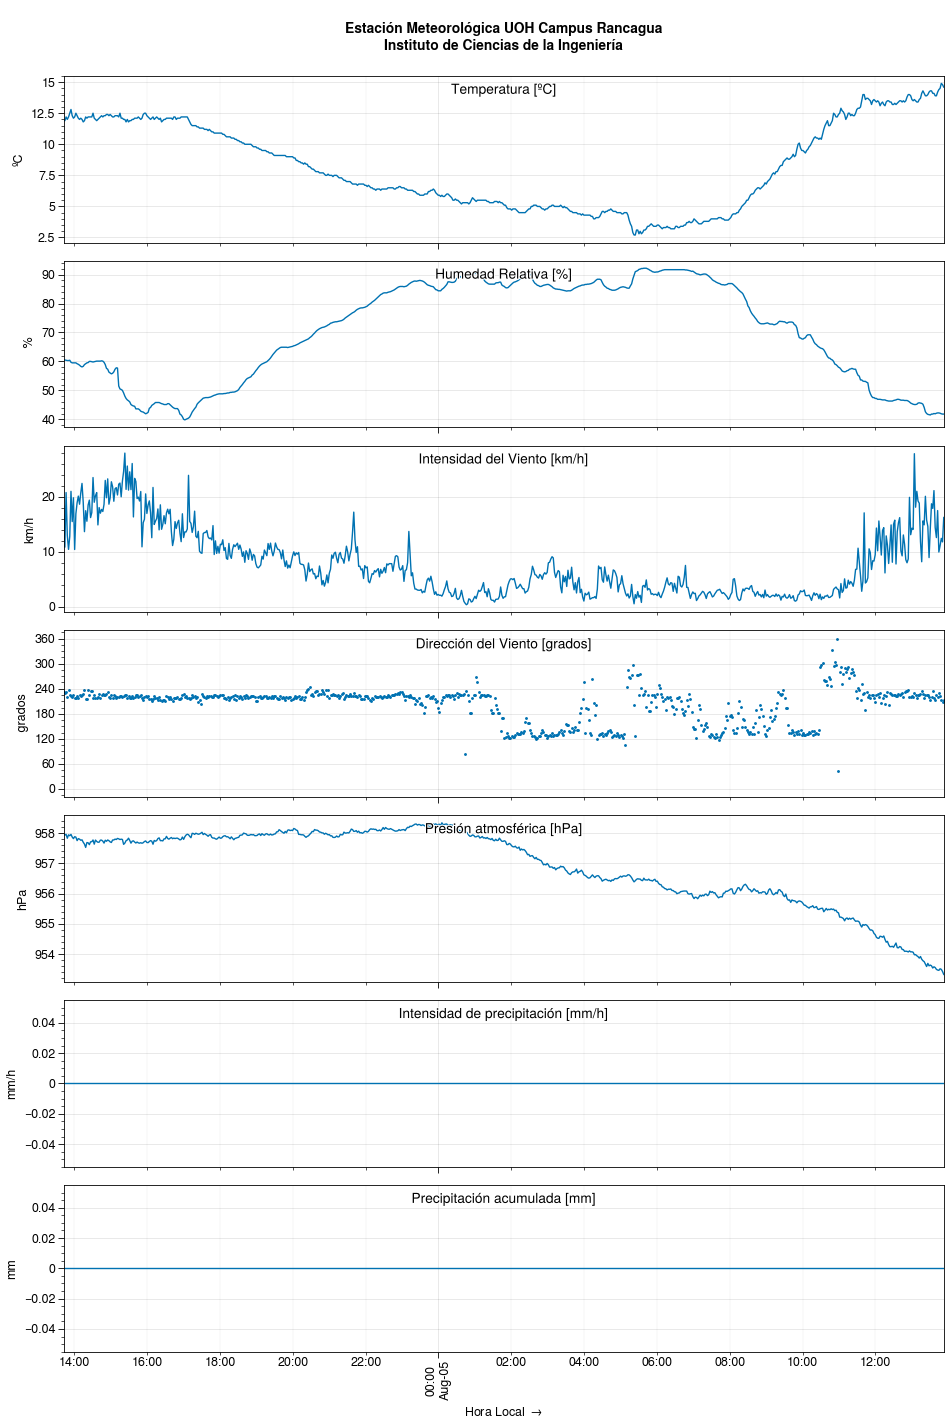 Estación Meteorológica UOH Campus Rancagua
Instituto de Ciencias de la Ingeniería
Temperatura [ºC]
15
12.5
10
7.5
5
2.5
ºC
Humedad Relativa [%]
90
80
70
60
50
40
%
Intensidad del Viento [km/h]
20
10
0
km/h
Dirección del Viento [grados]
360
300
240
180
120
60
0
grados
Presión atmosférica [hPa]
958
957
956
955
954
hPa
Intensidad de precipitación [mm/h]
0.04
0.02
0
−0.02
−0.04
mm/h
Precipitación acumulada [mm]
0.04
0.02
0
−0.02
−0.04
mm
14:00 16:00 18:00 20:00 22:00 00:00 02:00 04:00 06:00 08:00 10:00 12:00
Aug-05
Hora Local →